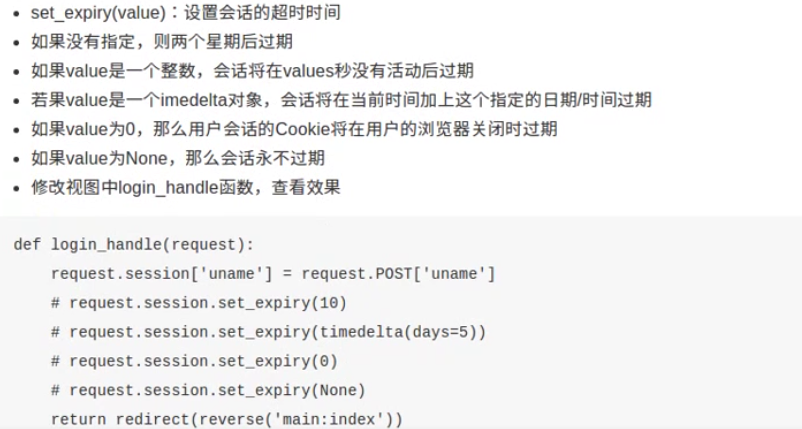 • set_expiry(value)：设置会话的超时时间
• 如果没有指定，则两个星期后过期
• 如果value是一个整数，会话将在values秒没有活动后过期
• 若果value是一个imedelta对象，会话将在当前时间加上这个指定的日期/时间过期
• 如果value为0，那么用户会话的Cookie将在用户的浏览器关闭时过期
• 如果value为None，那么会话永不过期
• 修改视图中login_handle函数，查看效果
def login_handle(request):
    request.session['uname'] = request.POST['uname']
    # request.session.set_expiry(10)
    # request.session.set_expiry(timedelta(days=5))
    # request.session.set_expiry(0)
    # request.session.set_expiry(None)
    return redirect(reverse('main:index'))